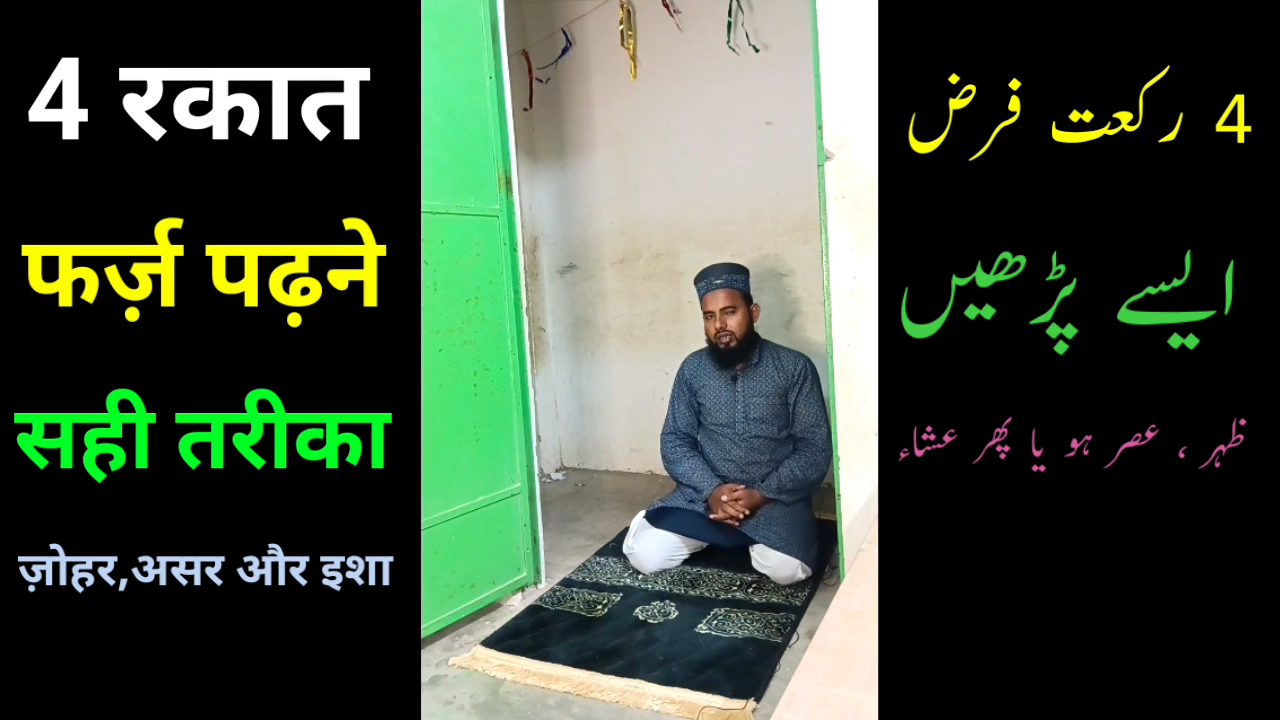 4 रकात
फर्ज़ पढ़ने
सही तरीका
ज़ोहर,असर और इशा
4 رکعت فرض
ایسے پڑھیں
ظہر ، عصر ہو یا پھر عشاء